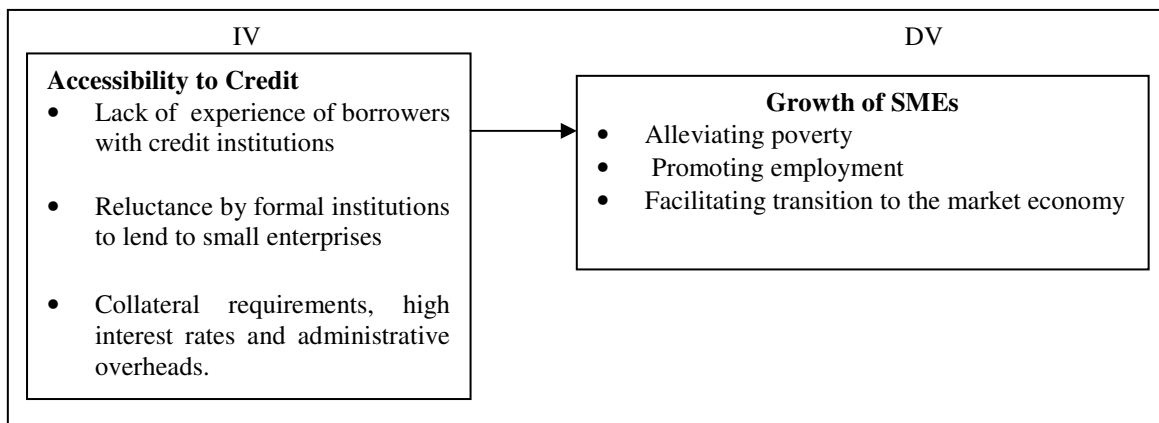 IV
Accessibility to Credit
• Lack of experience of borrowers
with credit institutions
• Reluctance by formal institutions
to lend to small enterprises
• Collateral requirements, high
interest rates and administrative
overheads.
DV
Growth of SMEs
• Alleviating poverty
• Promoting employment
• Facilitating transition to the market economy